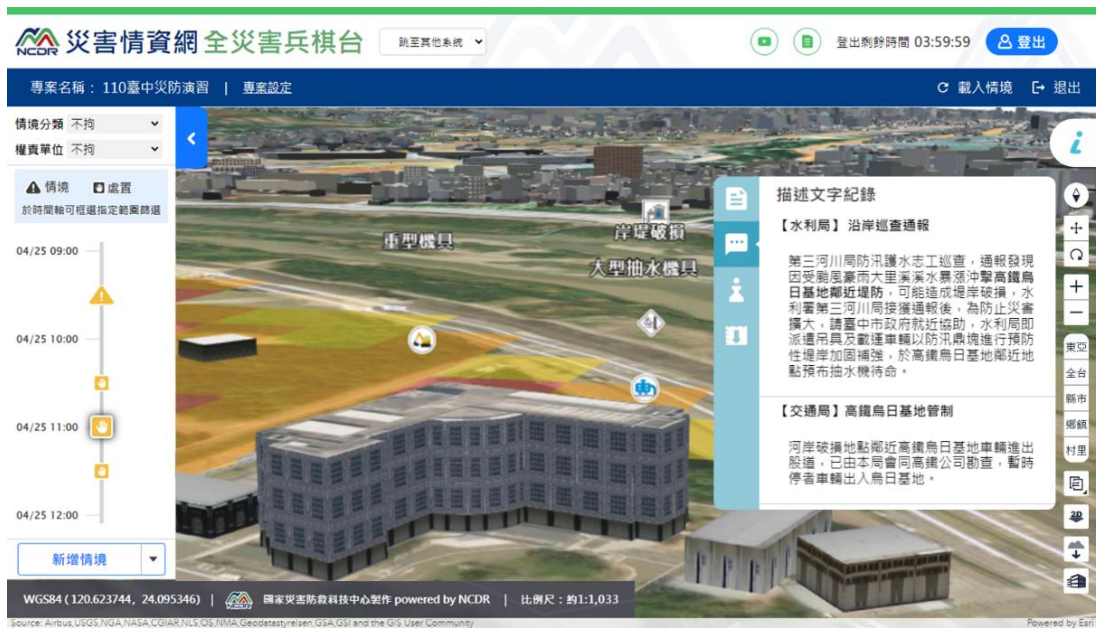 NCDR 災害情資網 全災害兵棋台
跳至其他系統
登出剩餘時間 03:59:59
登出
專案名稱：110臺中災防演習 | 專案設定
載入情境
退出
情境分類 不拘
權責單位 不拘
情境 處置
於時間軸可框選指定範圍篩選
04/25 09:00
04/25 10:00
04/25 11:00
04/25 12:00
新增情境
重型機具
岸堤破損
大型抽水機具
i
描述文字紀錄
【水利局】沿岸巡查通報
第三河川局防汛護水志工巡查，通報發現
因受颱風豪雨大里溪溪水暴漲沖擊高鐵烏
日基地鄰近堤防，可能造成堤岸破損，水
利署第三河川局接獲通報後，為防止災害
擴大，請臺中市政府就近協助，水利局即
派遣吊具及載運車輛以防汛鼎塊進行預防
性堤岸加固補強，於高鐵烏日基地鄰近地
點預布抽水機待命。
【交通局】高鐵烏日基地管制
河岸破損地點鄰近高鐵烏日基地車輛進出
股道，已由本局會同高鐵公司勘查，暫時
停者車輛出入烏日基地。
東亞
全台
縣市
鄉鎮
村里
2D
WGS84 ( 120.623744, 24.095346) | NCDR 國家災害防救科技中心製作 powered by NCDR | 比例尺：約1:1,033
Source: Airbus,USGS,NGA,NASA,CGIAR,NLS,OS,NMA,Geodatastyrelsen,GSA,GSI and the GIS User Community
Powered by Esri